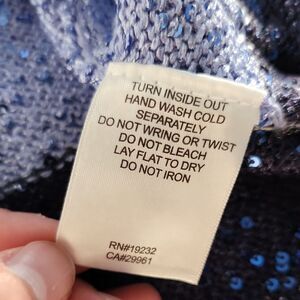 TURN INSIDE OUT
HAND WASH COLD
SEPARATELY
DO NOT WRING OR TWIST
DO NOT BLEACH
LAY FLAT TO DRY
DO NOT IRON
RN#19232
CA#29961